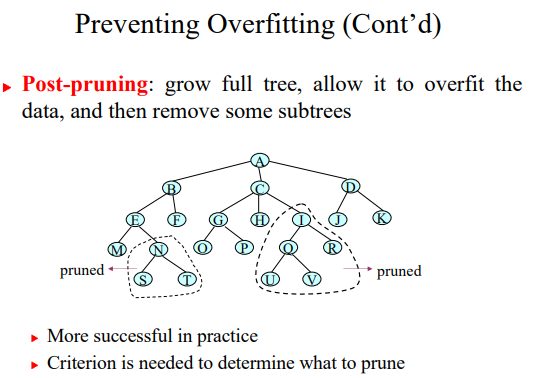 Preventing Overfitting (Cont’d)
Post-pruning: grow full tree, allow it to overfit the
data, and then remove some subtrees
A
B C D
E F G H I J K
M N O P Q R
pruned S T U V pruned
More successful in practice
Criterion is needed to determine what to prune